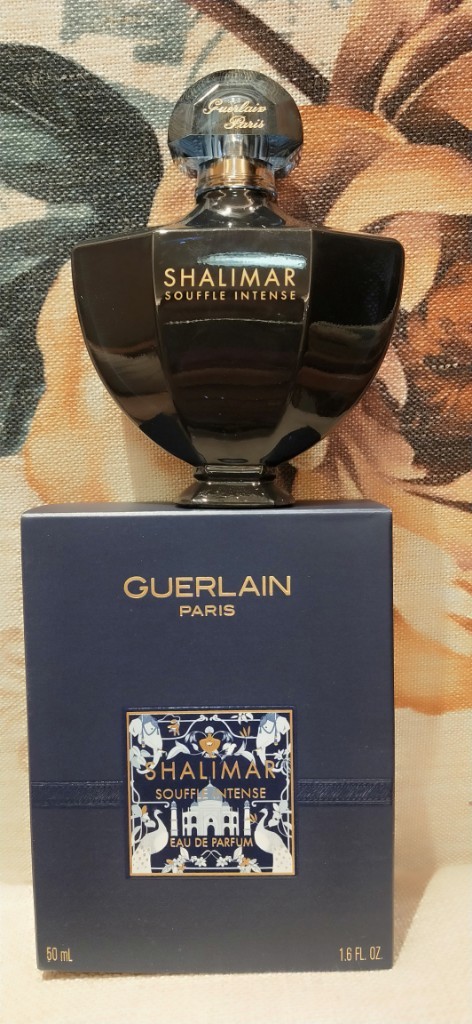 Guerlain
Paris
SHALIMAR
SOUFFLE INTENSE
GUERLAIN
PARIS
SHALIMAR
SOUFFLE INTENSE
EAU DE PARFUM
50 mL
1.6 FL. OZ.